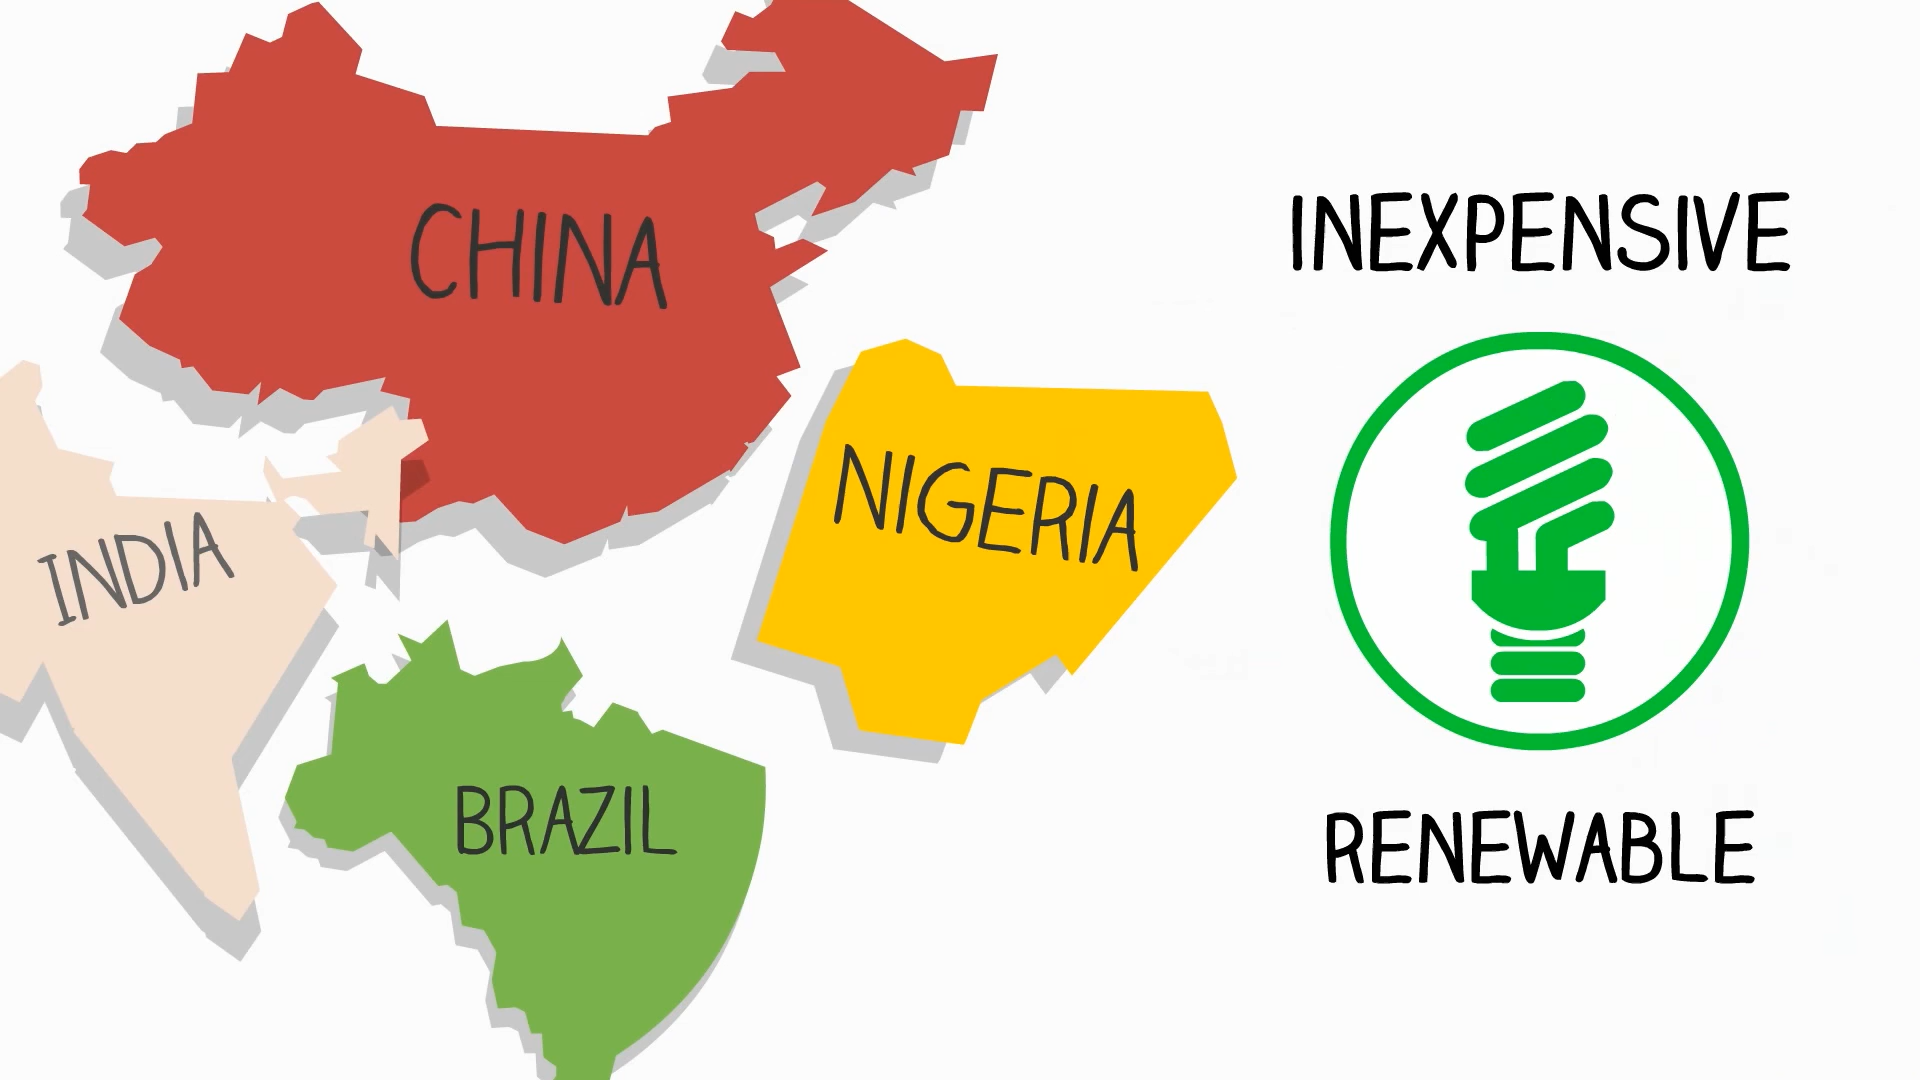 CHINA
INEXPENSIVE
NIGERIA
INDIA
BRAZIL
RENEWABLE